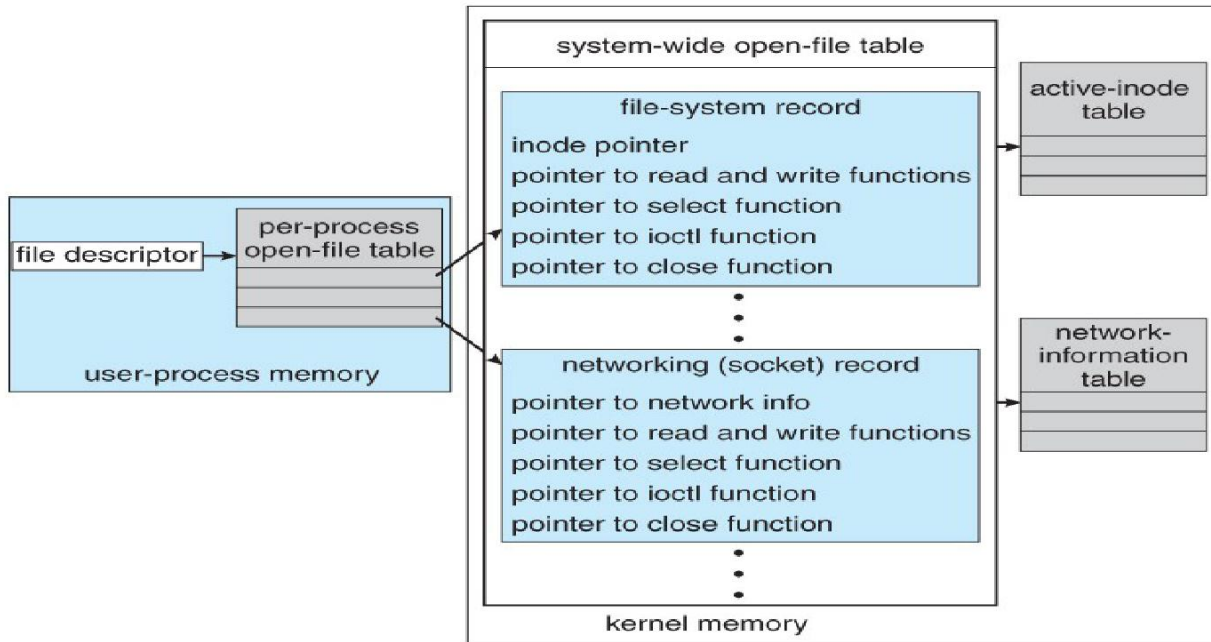 system-wide open-file table
file-system record
inode pointer
pointer to read and write functions
pointer to select function
pointer to ioctl function
pointer to close function
active-inode
table
per-process
open-file table
file descriptor
user-process memory
networking (socket) record
pointer to network info
pointer to read and write functions
pointer to select function
pointer to ioctl function
pointer to close function
network-
information
table
kernel memory